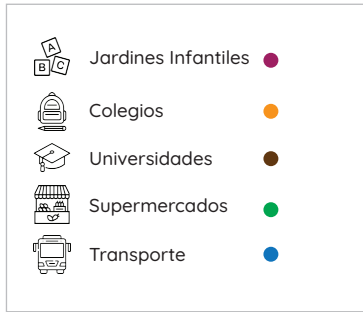 A
B C
Jardines Infantiles
Colegios
Universidades
Supermercados
Transporte